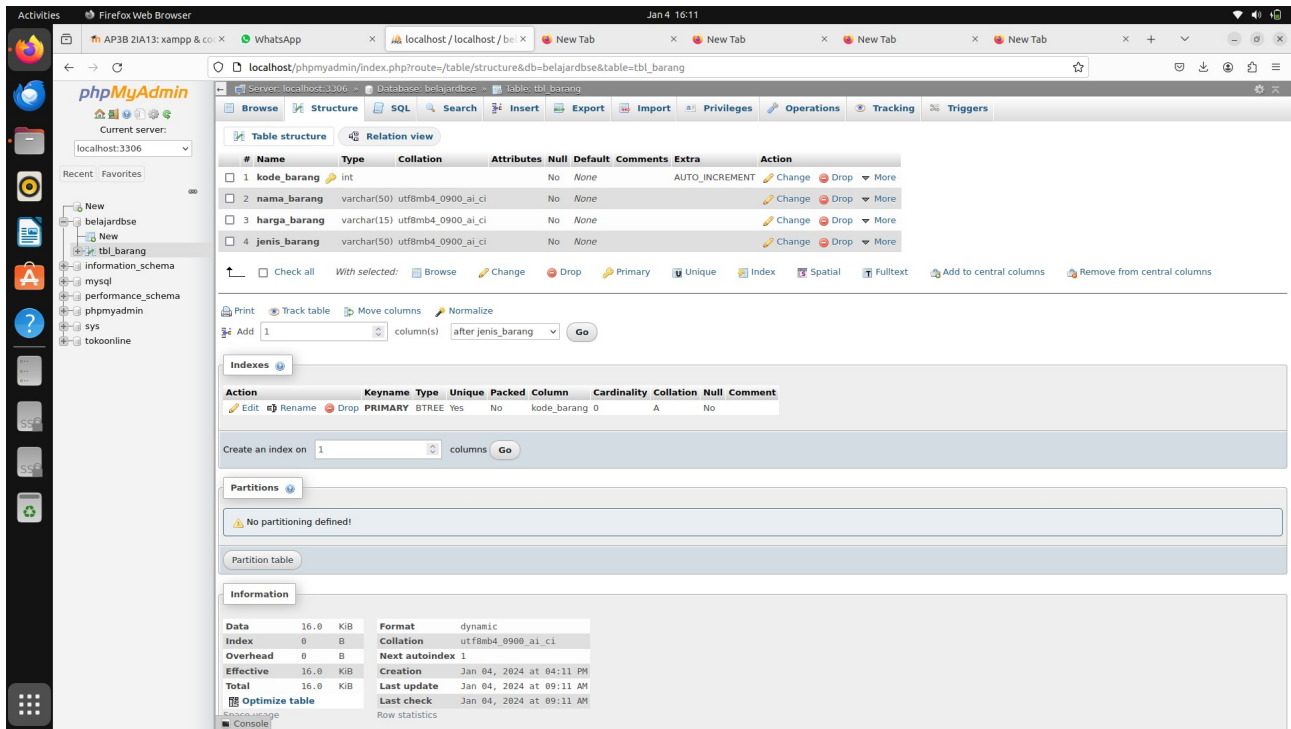 Activities Firefox Web Browser Jan 4 16:11
AP3B 2IA13: xampp & co WhatsApp localhost / localhost / bel New Tab New Tab New Tab New Tab
localhost/phpmyadmin/index.php?route=/table/structure&db=belajardbse&table=tbl_barang
phpMyAdmin
Current server:
localhost:3306
Recent Favorites
New
belajardbse
New
tbl_barang
information_schema
mysql
performance_schema
phpmyadmin
sys
tokoonline
Server: localhost:3306 » Database: belajardbse » Table: tbl_barang
Browse Structure SQL Search Insert Export Import Privileges Operations Tracking Triggers
Table structure Relation view
# Name Type Collation Attributes Null Default Comments Extra Action
1 kode_barang int No None AUTO_INCREMENT Change Drop More
2 nama_barang varchar(50) utf8mb4_0900_ai_ci No None Change Drop More
3 harga_barang varchar(15) utf8mb4_0900_ai_ci No None Change Drop More
4 jenis_barang varchar(50) utf8mb4_0900_ai_ci No None Change Drop More
Check all With selected: Browse Change Drop Primary Unique Index Spatial Fulltext Add to central columns Remove from central columns
Print Track table Move columns Normalize
Add 1 column(s) after jenis_barang Go
Indexes
Action Keyname Type Unique Packed Column Cardinality Collation Null Comment
Edit Rename Drop PRIMARY BTREE Yes No kode_barang 0 A No
Create an index on 1 columns Go
Partitions
No partitioning defined!
Partition table
Information
Data 16.0 KiB Format dynamic
Index 0 B Collation utf8mb4_0900_ai_ci
Overhead 0 B Next autoindex 1
Effective 16.0 KiB Creation Jan 04, 2024 at 04:11 PM
Total 16.0 KiB Last update Jan 04, 2024 at 09:11 AM
Optimize table Last check Jan 04, 2024 at 09:11 AM
Space usage Row statistics
Console